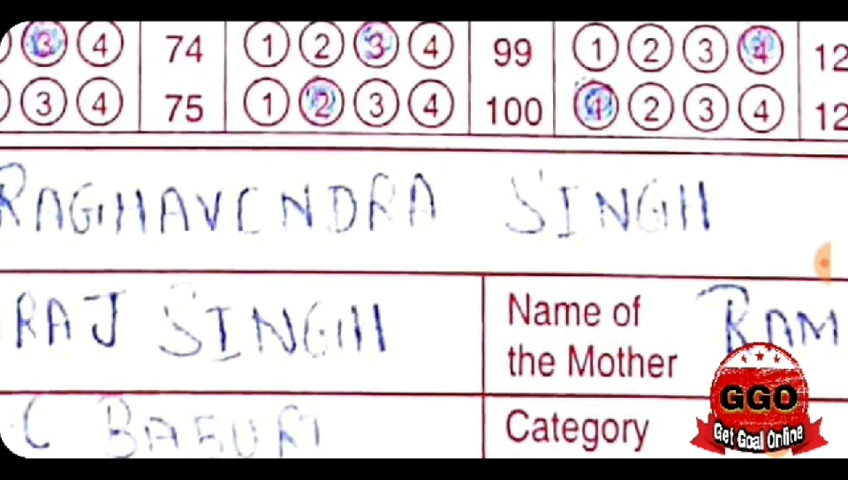 3 4 74 1 2 3 4 99 1 2 3 4 12
3 4 75 1 2 3 4 100 1 2 3 4 12
RAGHAVENDRA SINGH
RAJ SINGH
Name of
the Mother
RAM
C BABURI
Category
GGO
Get Goal Online